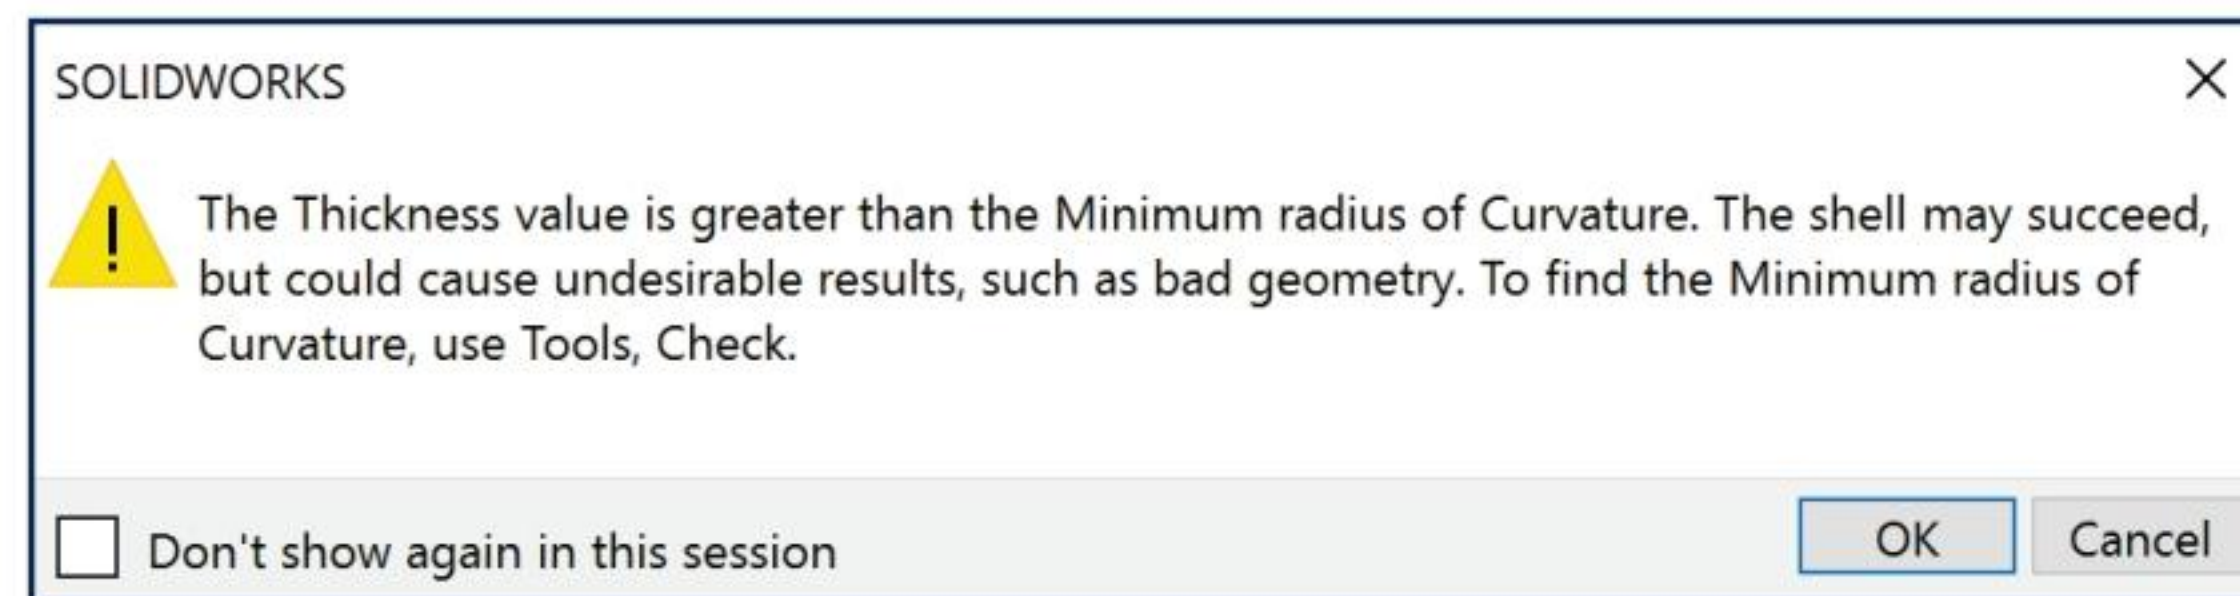 SOLIDWORKS
The Thickness value is greater than the Minimum radius of Curvature. The shell may succeed,
but could cause undesirable results, such as bad geometry. To find the Minimum radius of
Curvature, use Tools, Check.
Don't show again in this session
OK
Cancel